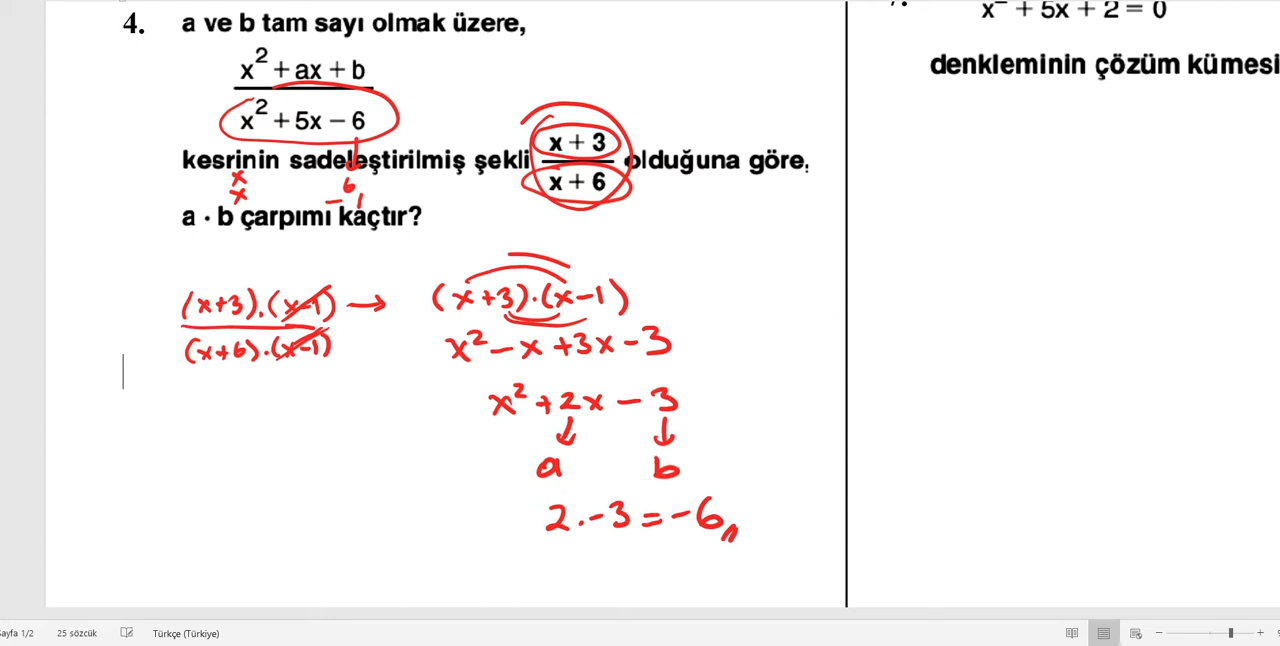 4. a ve b tam sayı olmak üzere,
x² + ax + b
x² + 5x − 6
kesrinin sadeleştirilmiş şekli x + 3 / x + 6 olduğuna göre,
x 6
x −1
a · b çarpımı kaçtır?
(x+3).(x-1) → (x+3).(x-1)
(x+6).(x-1)
x² − x + 3x − 3
x² + 2x − 3
a b
2.-3 = -6
+ 5x + 2 = 0
denkleminin çözüm kümesi
Sayfa 1/2 25 sözcük Türkçe (Türkiye)